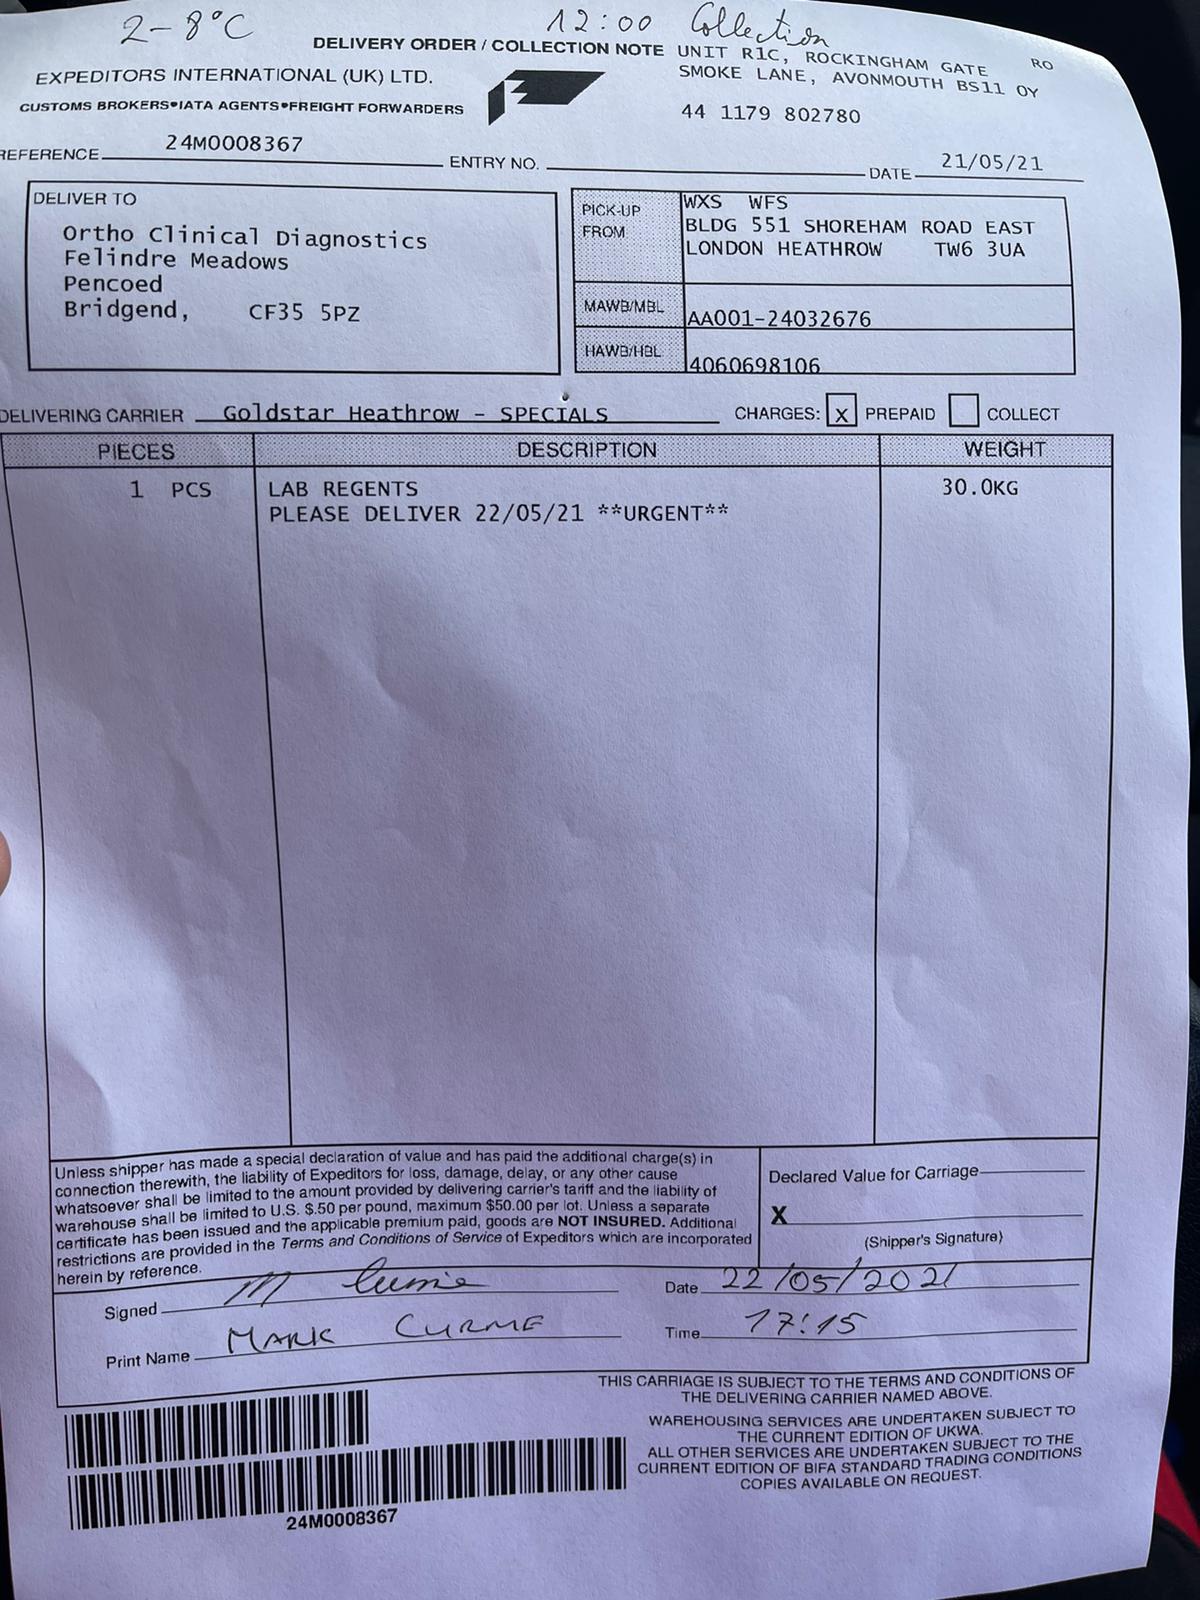 2-8°C
12:00 Collection
DELIVERY ORDER / COLLECTION NOTE
UNIT R1C, ROCKINGHAM GATE RO
SMOKE LANE, AVONMOUTH BS11 0Y
44 1179 802780
EXPEDITORS INTERNATIONAL (UK) LTD.
CUSTOMS BROKERS•IATA AGENTS•FREIGHT FORWARDERS
REFERENCE 24M0008367 ENTRY NO. DATE 21/05/21
DELIVER TO
Ortho Clinical Diagnostics
Felindre Meadows
Pencoed
Bridgend, CF35 5PZ
PICK-UP FROM
WXS WFS
BLDG 551 SHOREHAM ROAD EAST
LONDON HEATHROW TW6 3UA
MAWB/MBL AA001-24032676
HAWB/HBL 4060698106
DELIVERING CARRIER Goldstar Heathrow - SPECIALS CHARGES: X PREPAID COLLECT
PIECES DESCRIPTION WEIGHT
1 PCS LAB REGENTS 30.0KG
PLEASE DELIVER 22/05/21 **URGENT**
Unless shipper has made a special declaration of value and has paid the additional charge(s) in
connection therewith, the liability of Expeditors for loss, damage, delay, or any other cause
whatsoever shall be limited to the amount provided by delivering carrier's tariff and the liability of
warehouse shall be limited to U.S. $.50 per pound, maximum $50.00 per lot. Unless a separate
certificate has been issued and the applicable premium paid, goods are NOT INSURED. Additional
restrictions are provided in the Terms and Conditions of Service of Expeditors which are incorporated
herein by reference.
Declared Value for Carriage
X
(Shipper's Signature)
Signed M Curme
Date 22/05/2021
Print Name MARK CURME
Time 17:15
THIS CARRIAGE IS SUBJECT TO THE TERMS AND CONDITIONS OF
THE DELIVERING CARRIER NAMED ABOVE.
WAREHOUSING SERVICES ARE UNDERTAKEN SUBJECT TO
THE CURRENT EDITION OF UKWA.
ALL OTHER SERVICES ARE UNDERTAKEN SUBJECT TO THE
CURRENT EDITION OF BIFA STANDARD TRADING CONDITIONS
COPIES AVAILABLE ON REQUEST.
24M0008367